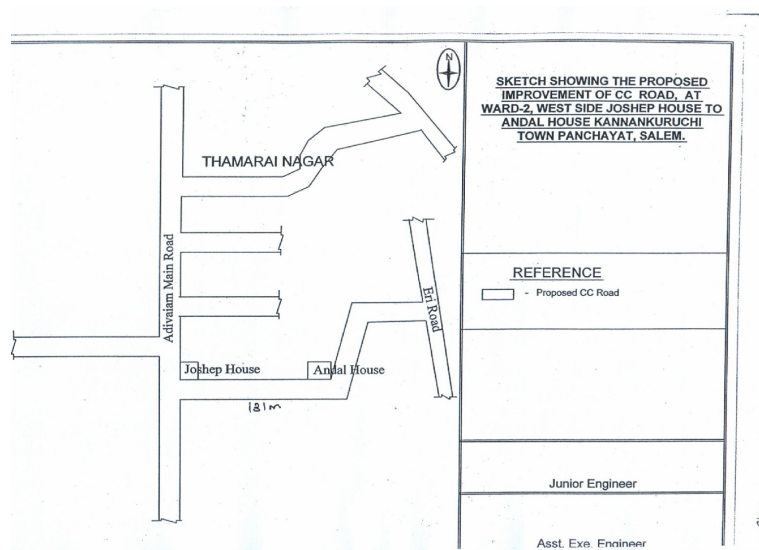 N
SKETCH SHOWING THE PROPOSED
IMPROVEMENT OF CC ROAD, AT
WARD-2, WEST SIDE JOSHEP HOUSE TO
ANDAL HOUSE KANNANKURUCHI
TOWN PANCHAYAT, SALEM.
THAMARAI NAGAR
Adivaiam Main Road
Eri Road
REFERENCE
- Proposed CC Road
Joshep House
Andal House
131m
Junior Engineer
Asst. Exe. Engineer